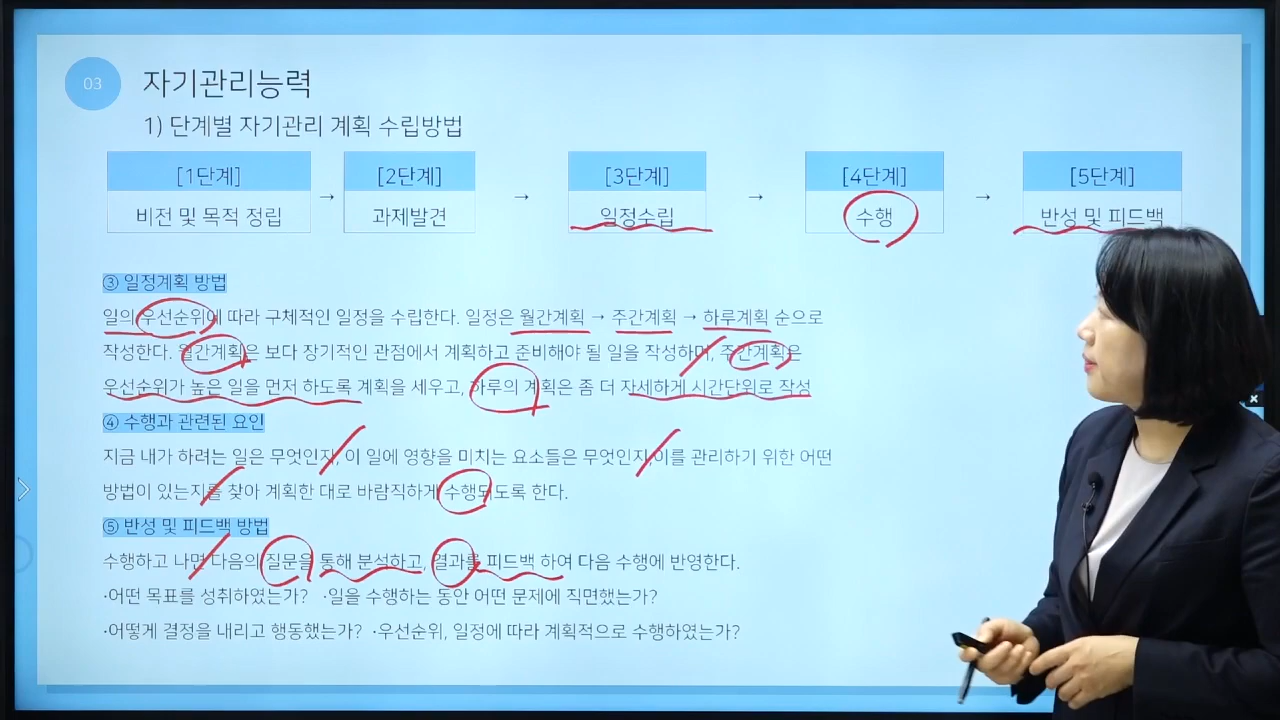 03
자기관리능력
1) 단계별 자기관리 계획 수립방법
[1단계] [2단계] [3단계] [4단계] [5단계]
비전 및 목적 정립 → 과제발견 → 일정수립 → 수행 → 반성 및 피드백
③ 일정계획 방법
일의 우선순위에 따라 구체적인 일정을 수립한다. 일정은 월간계획 → 주간계획 → 하루계획 순으로
작성한다. 월간계획은 보다 장기적인 관점에서 계획하고 준비해야 될 일을 작성하며, 주간계획은
우선순위가 높은 일을 먼저 하도록 계획을 세우고, 하루의 계획은 좀 더 자세하게 시간단위로 작성
④ 수행과 관련된 요인
지금 내가 하려는 일은 무엇인지, 이 일에 영향을 미치는 요소들은 무엇인지,이를 관리하기 위한 어떤
방법이 있는지를 찾아 계획한 대로 바람직하게 수행되도록 한다.
⑤ 반성 및 피드백 방법
수행하고 나면 다음의 질문을 통해 분석하고, 결과를 피드백 하여 다음 수행에 반영한다.
·어떤 목표를 성취하였는가? ·일을 수행하는 동안 어떤 문제에 직면했는가?
·어떻게 결정을 내리고 행동했는가? ·우선순위, 일정에 따라 계획적으로 수행하였는가?